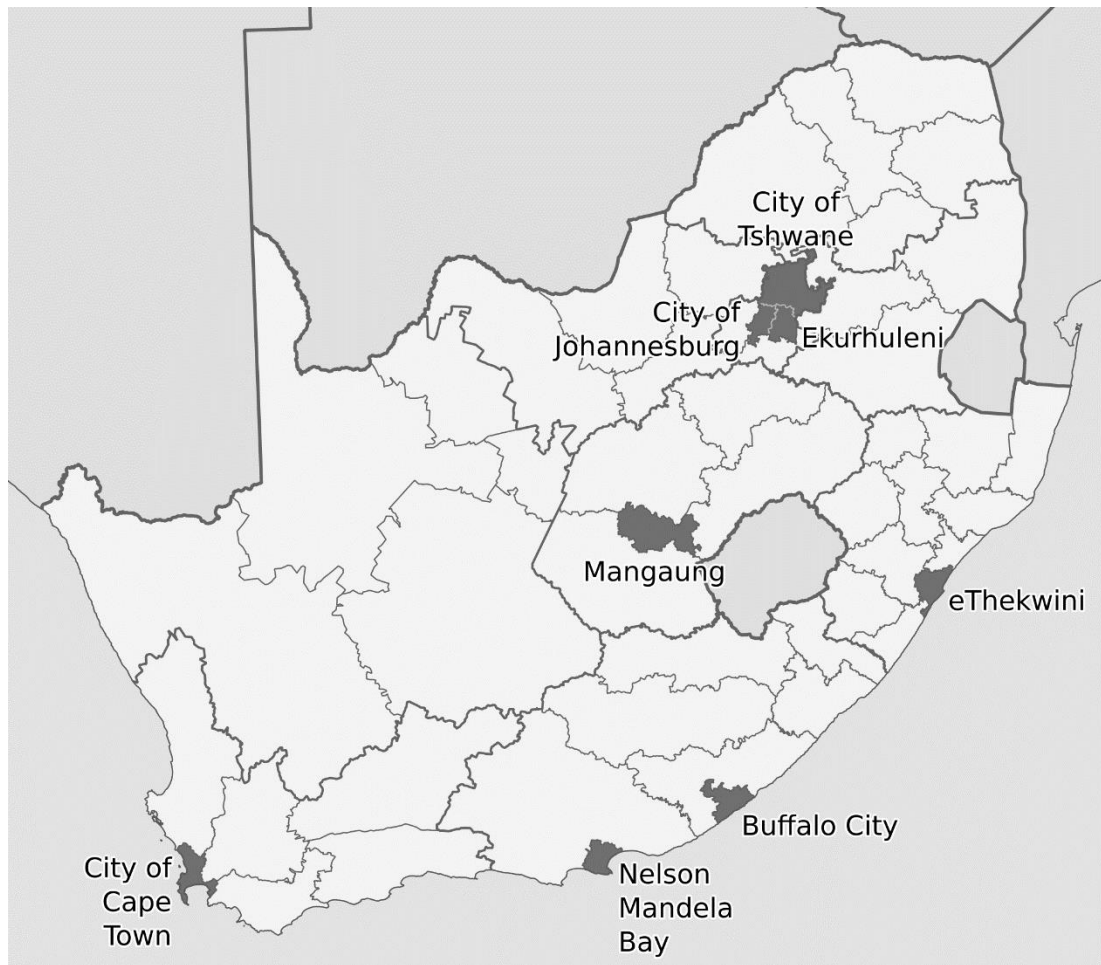 City of
Tshwane
City of
Johannesburg
Ekurhuleni
Mangaung
eThekwini
Buffalo City
City of
Cape
Town
Nelson
Mandela
Bay